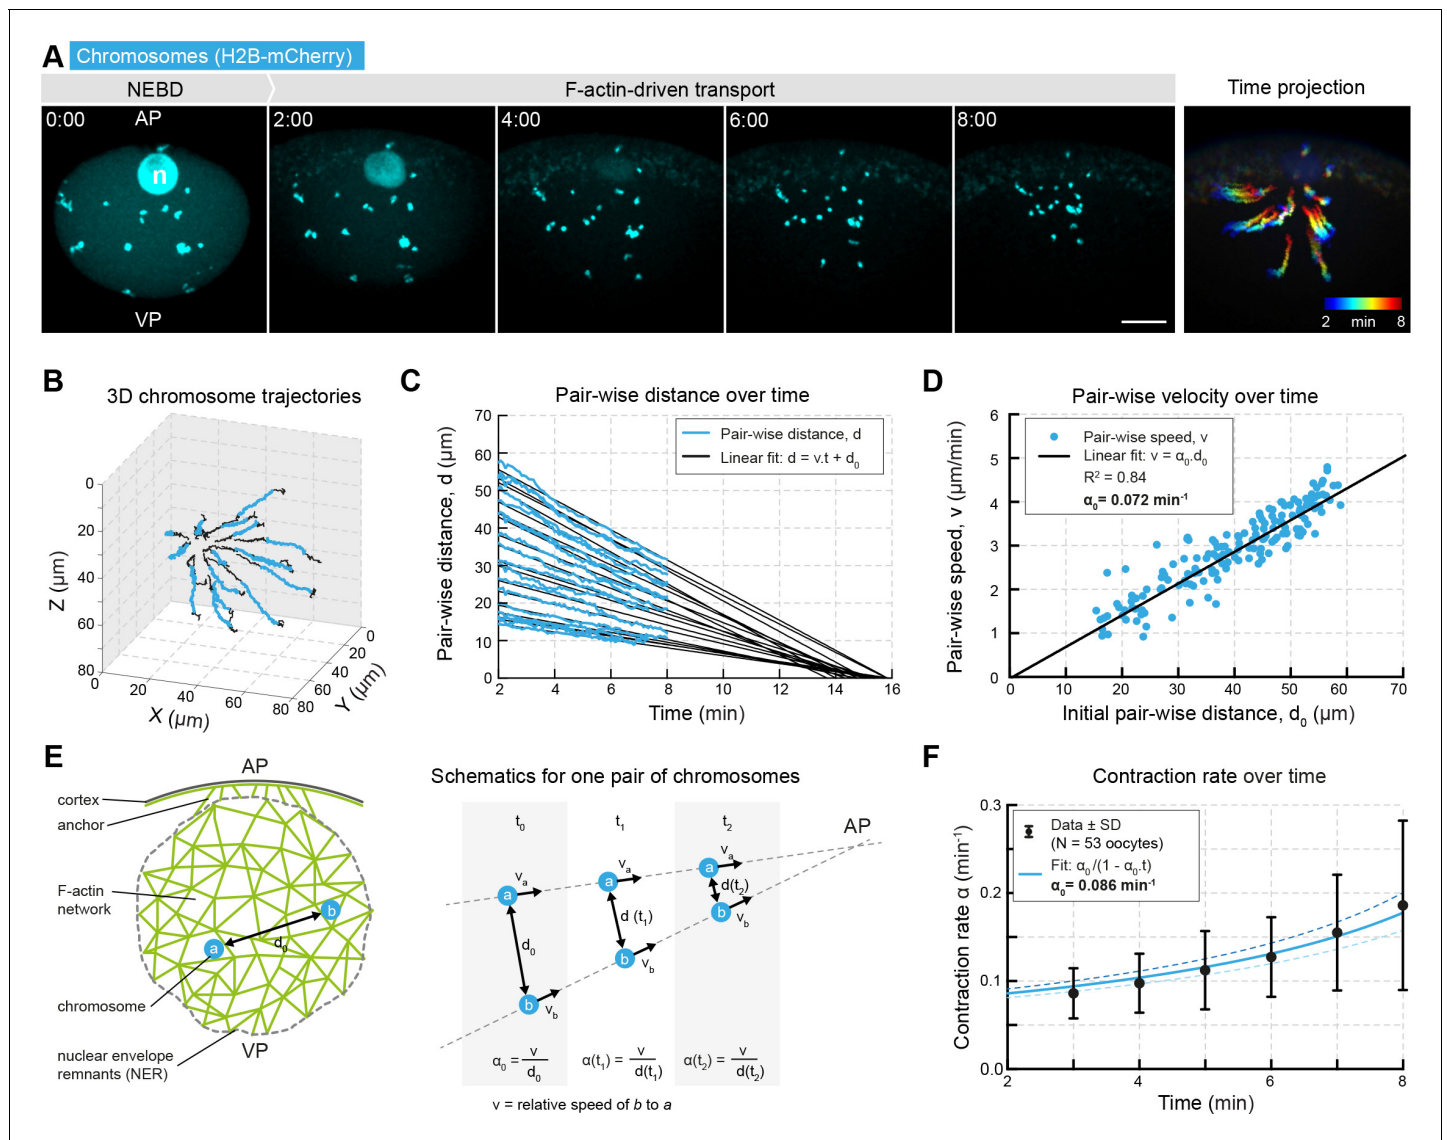 A Chromosomes (H2B-mCherry)
NEBD
F-actin-driven transport
Time projection
0:00
AP
n
VP
2:00
4:00
6:00
8:00
2 min 8
B
3D chromosome trajectories
0
20
40
60
80
Z (µm)
0
20
40
60
80
X (µm)
0
20
40
60
80
Y (µm)
C
Pair-wise distance over time
Pair-wise distance, d
Linear fit: d = v.t + d₀
70
60
50
40
30
20
10
0
Pair-wise distance, d (µm)
2 4 6 8 10 12 14 16
Time (min)
D
Pair-wise velocity over time
Pair-wise speed, v
Linear fit: v = α₀.d₀
R² = 0.84
α₀= 0.072 min⁻¹
6
5
4
3
2
1
0
Pair-wise speed, v (µm/min)
0 10 20 30 40 50 60 70
Initial pair-wise distance, d₀ (µm)
E
AP
cortex
anchor
F-actin
network
a
b
d₀
chromosome
nuclear envelope
remnants (NER)
VP
Schematics for one pair of chromosomes
t₀ t₁ t₂
AP
a vₐ
a vₐ
a vₐ
d₀
d (t₁)
d(t₂)
b v_b
b v_b
b v_b
α₀ = v/d₀
α(t₁) = v/d(t₁)
α(t₂) = v/d(t₂)
v = relative speed of b to a
F
Contraction rate over time
Data ± SD
(N = 53 oocytes)
Fit: α₀/(1 - α₀t)
α₀= 0.086 min⁻¹
0.3
0.2
0.1
0.0
Contraction rate α (min⁻¹)
2 4 6 8
Time (min)